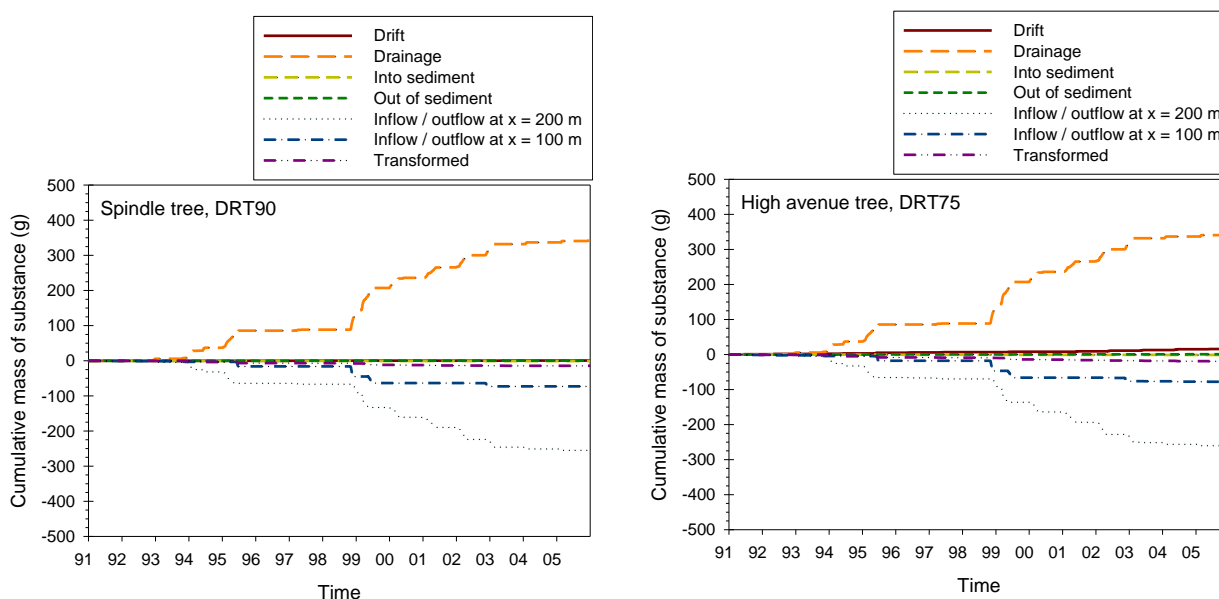 Drift
Drainage
Into sediment
Out of sediment
Inflow / outflow at x = 200 m
Inflow / outflow at x = 100 m
Transformed
Spindle tree, DRT90
Cumulative mass of substance (g)
500
400
300
200
100
0
-100
-200
-300
-400
-500
91 92 93 94 95 96 97 98 99 00 01 02 03 04 05
Time
Drift
Drainage
Into sediment
Out of sediment
Inflow / outflow at x = 200 m
Inflow / outflow at x = 100 m
Transformed
High avenue tree, DRT75
Cumulative mass of substance (g)
500
400
300
200
100
0
-100
-200
-300
-400
-500
91 92 93 94 95 96 97 98 99 00 01 02 03 04 05
Time